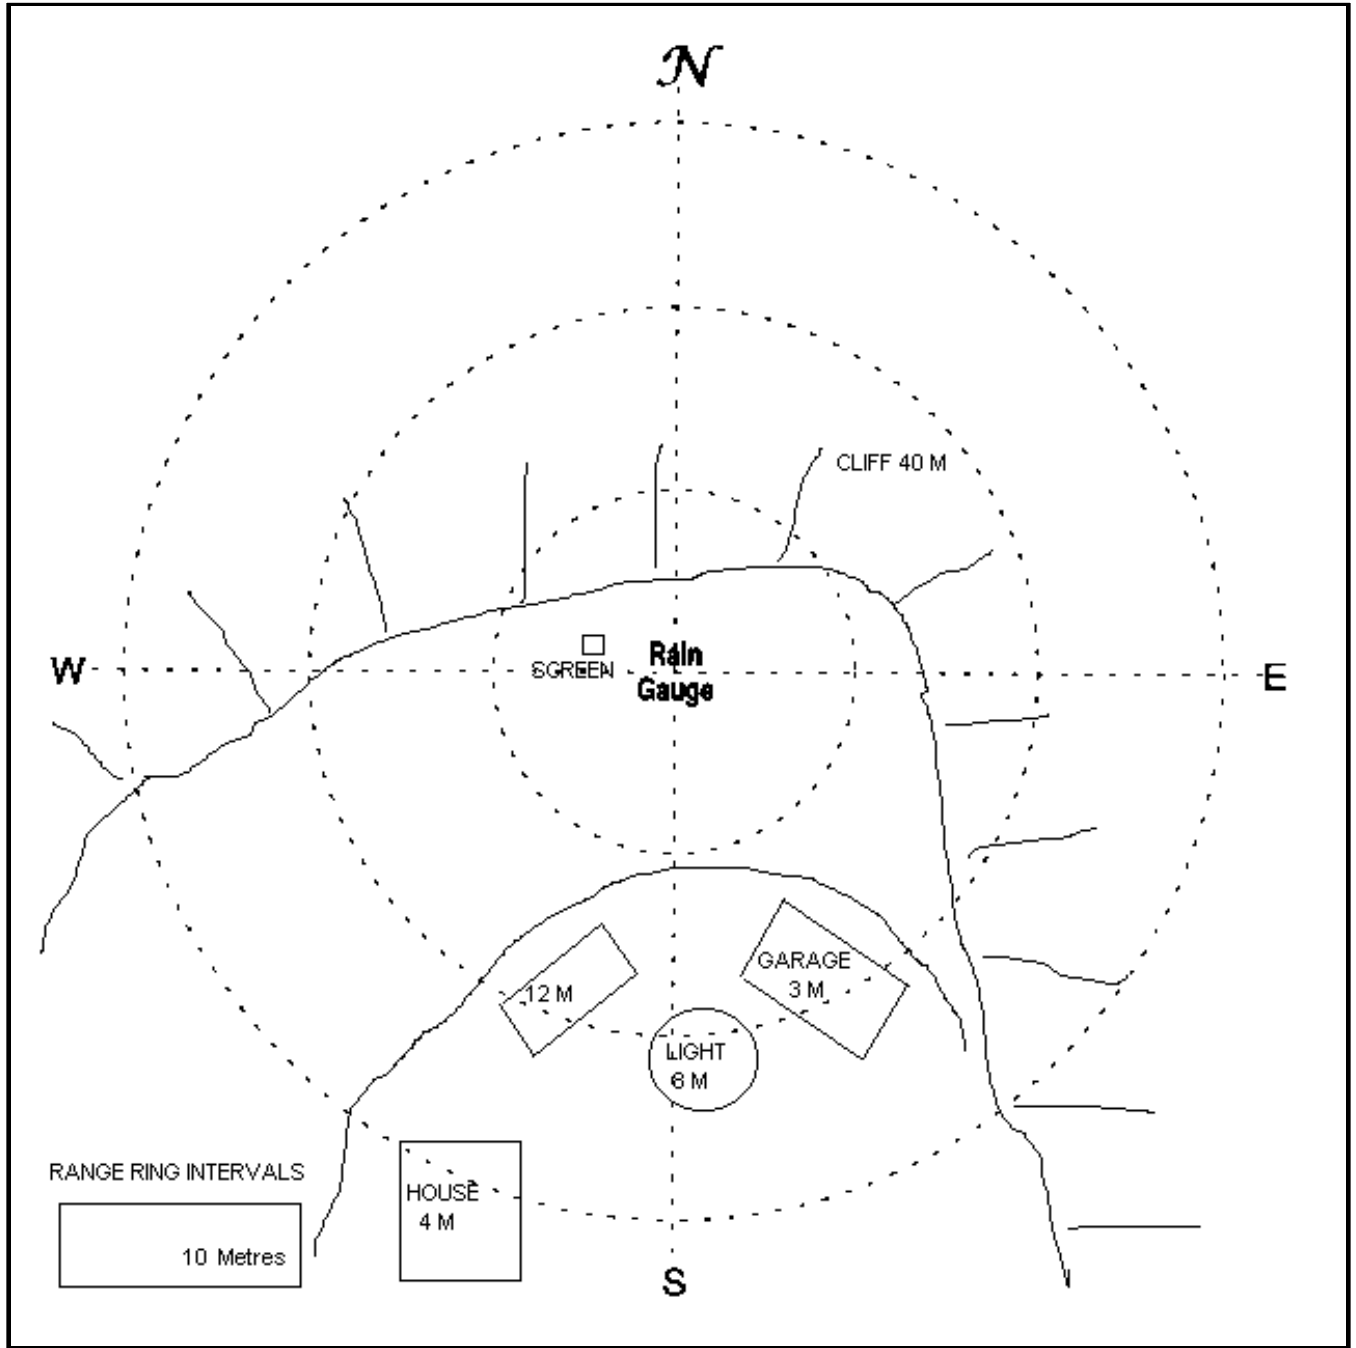 N
CLIFF 40 M
W
SCREEN
Rain
Gauge
E
12 M
GARAGE
3 M
LIGHT
6 M
RANGE RING INTERVALS
10 Metres
HOUSE
4 M
S